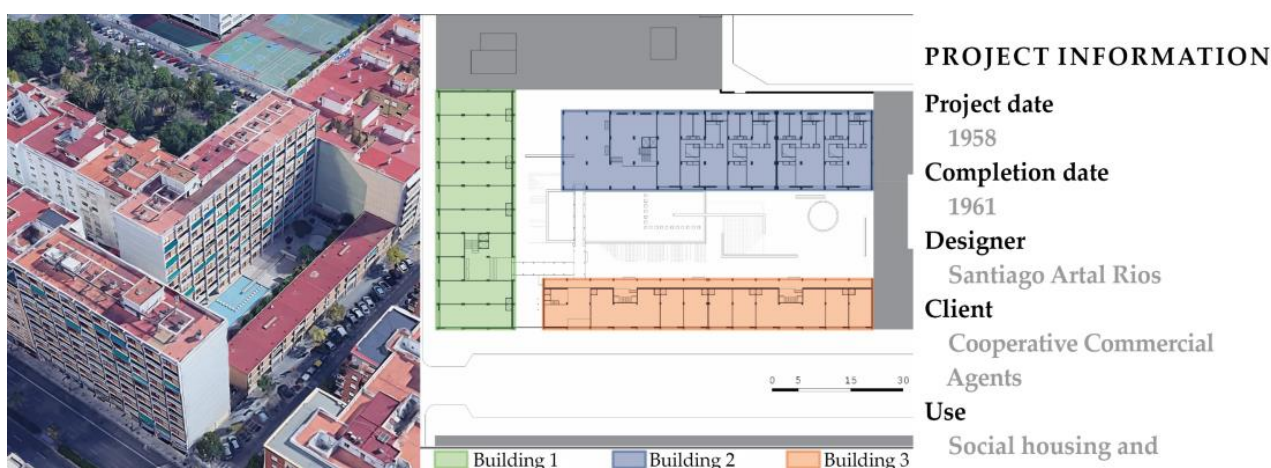 PROJECT INFORMATION
Project date
1958
Completion date
1961
Designer
Santiago Artal Rios
Client
Cooperative Commercial
Agents
Use
Social housing and
0 5 15 30
Building 1 Building 2 Building 3